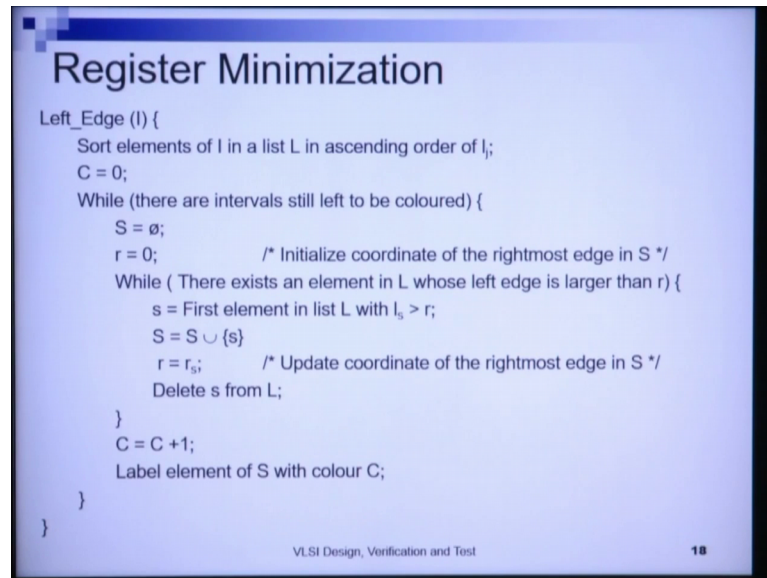 Register Minimization
Left_Edge (I) {
Sort elements of I in a list L in ascending order of lⱼ;
C = 0;
While (there are intervals still left to be coloured) {
S = ø;
r = 0; /* Initialize coordinate of the rightmost edge in S */
While ( There exists an element in L whose left edge is larger than r) {
s = First element in list L with lₛ > r;
S = S ∪ {s}
r = rₛ; /* Update coordinate of the rightmost edge in S */
Delete s from L;
}
C = C +1;
Label element of S with colour C;
}
}
VLSI Design, Verification and Test
18